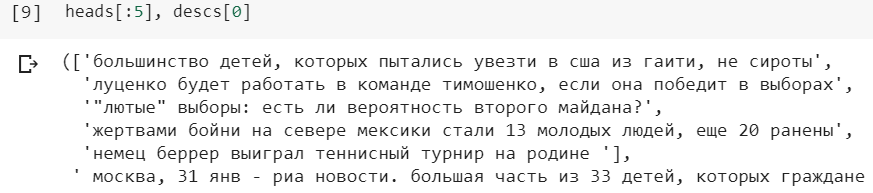 [9] heads[:5], descs[0]
(['большинство детей, которых пытались увезти в сша из гаити, не сироты',
'луценко будет работать в команде тимошенко, если она победит в выборах',
'"лютые" выборы: есть ли вероятность второго майдана?',
'жертвами бойни на севере мексики стали 13 молодых людей, еще 20 ранены',
'немец беррер выиграл теннисный турнир на родине '],
' москва, 31 янв - риа новости. большая часть из 33 детей, которых граждане